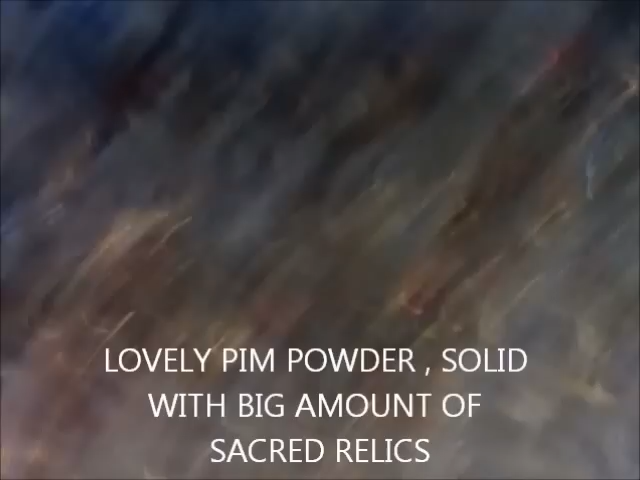 LOVELY PIM POWDER , SOLID
WITH BIG AMOUNT OF
SACRED RELICS